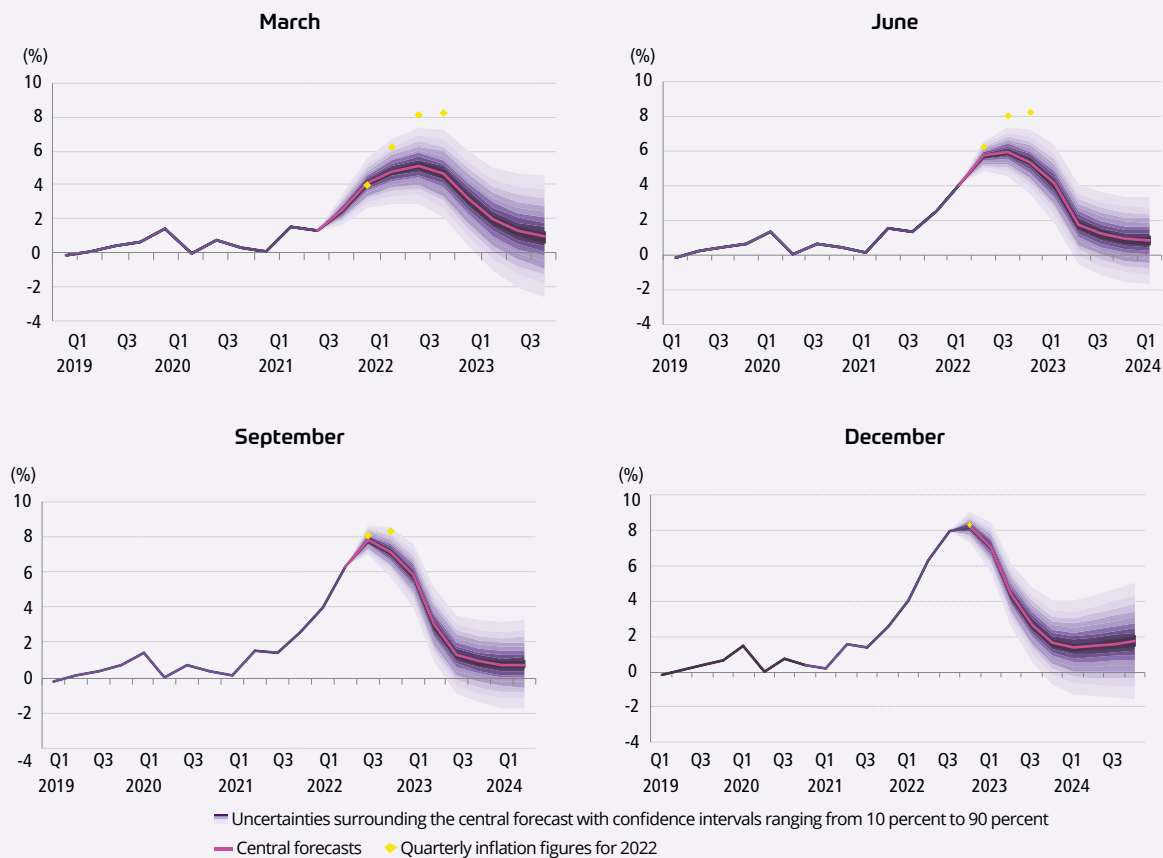 March
(%)
10
8
6
4
2
0
-2
-4
Q1 Q3 Q1 Q3 Q1 Q3 Q1 Q3 Q1 Q3
2019 2020 2021 2022 2023
June
(%)
10
8
6
4
2
0
-2
-4
Q1 Q3 Q1 Q3 Q1 Q3 Q1 Q3 Q1 Q3 Q1
2019 2020 2021 2022 2023 2024
September
(%)
10
8
6
4
2
0
-2
-4
Q1 Q3 Q1 Q3 Q1 Q3 Q1 Q3 Q1 Q3 Q1
2019 2020 2021 2022 2023 2024
December
(%)
10
8
6
4
2
0
-2
-4
Q1 Q3 Q1 Q3 Q1 Q3 Q1 Q3 Q1 Q3 Q1 Q3
2019 2020 2021 2022 2023 2024
Uncertainties surrounding the central forecast with confidence intervals ranging from 10 percent to 90 percent
Central forecasts Quarterly inflation figures for 2022